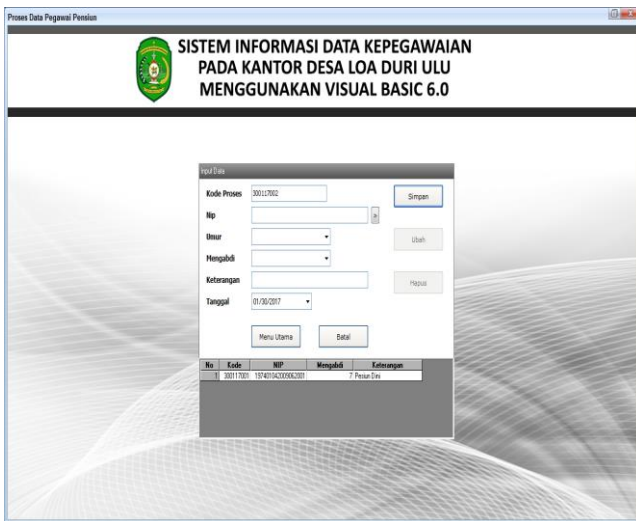 Proses Data Pegawai Pensiun
SISTEM INFORMASI DATA KEPEGAWAIAN
PADA KANTOR DESA LOA DURI ULU
MENGGUNAKAN VISUAL BASIC 6.0
Input Data
Kode Proses 300117002 Simpan
Nip
Umur Ubah
Mengabdi
Keterangan Hapus
Tanggal 01/30/2017
Menu Utama Batal
No Kode NIP Mengabdi Keterangan
1 300117001 197401042009062001 7 Pesiun Dini